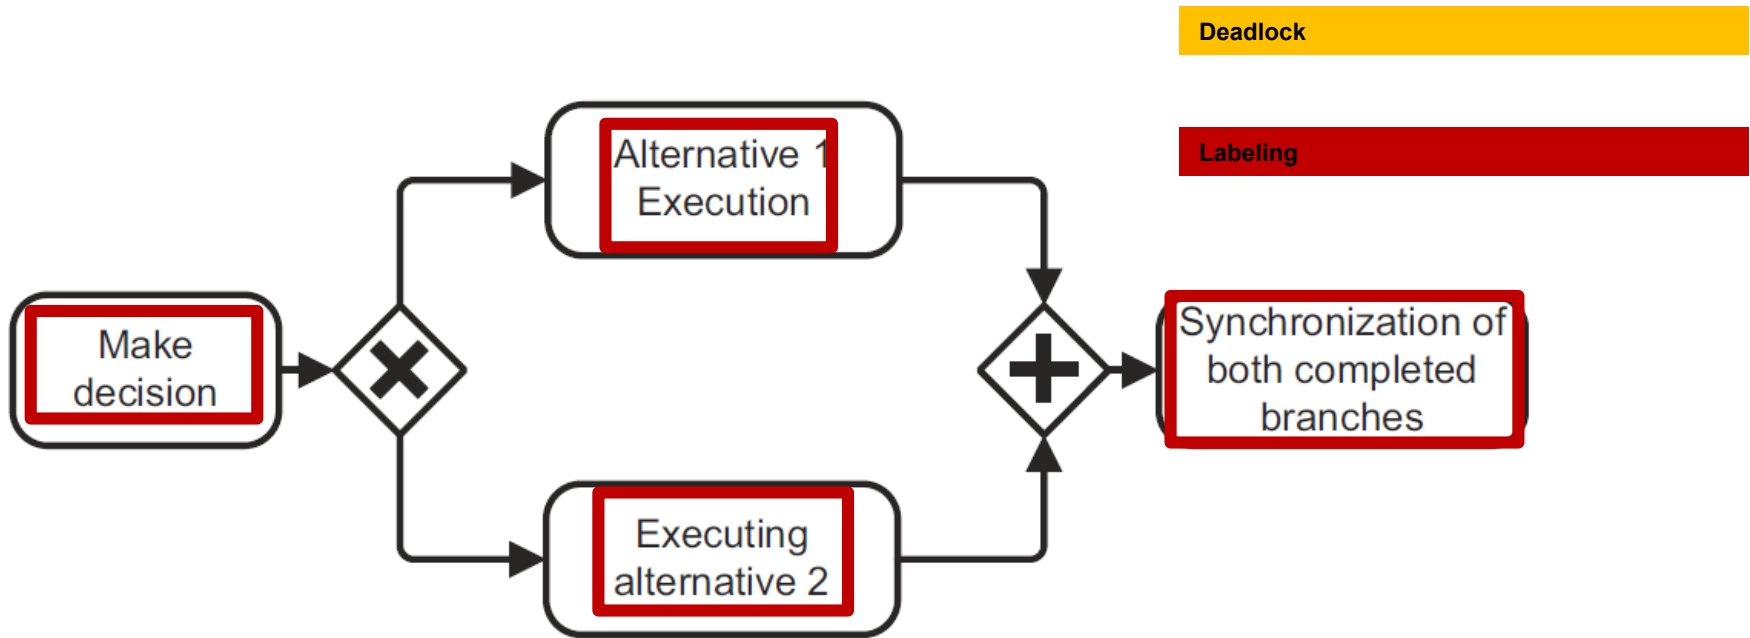 Deadlock
Labeling
Alternative 1
Execution
Make
decision
Synchronization of
both completed
branches
Executing
alternative 2